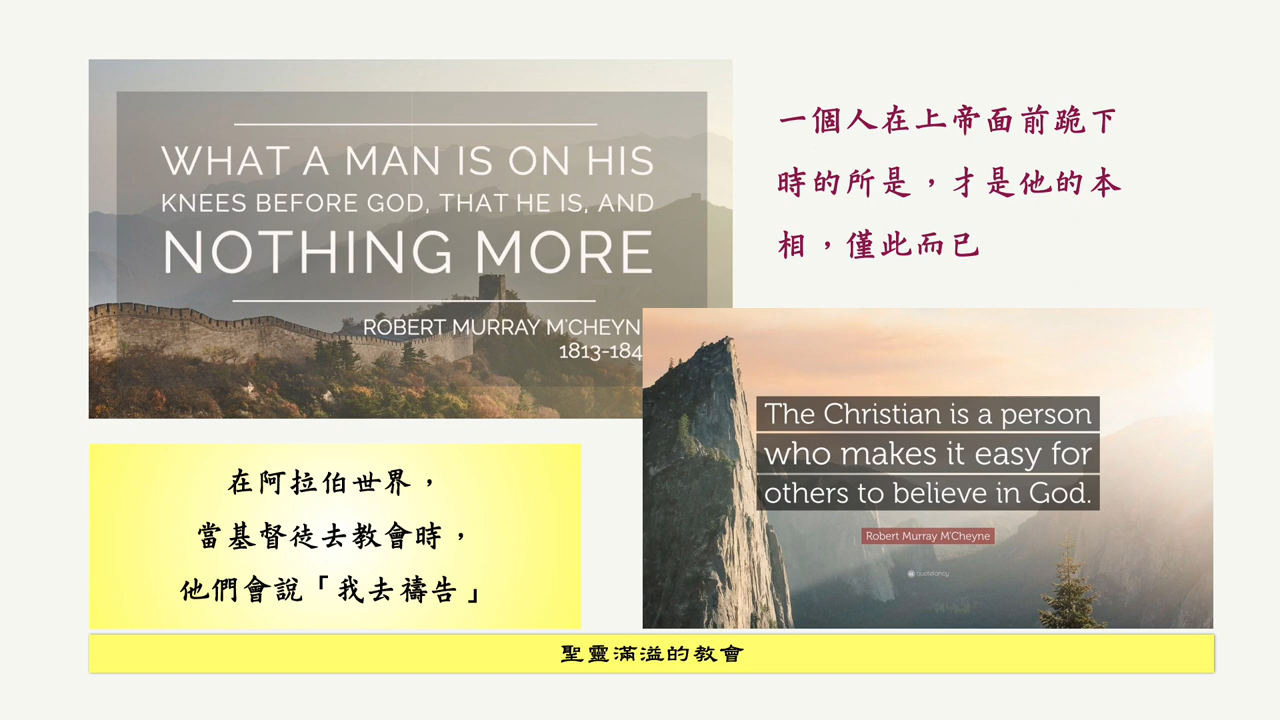 WHAT A MAN IS ON HIS
KNEES BEFORE GOD, THAT HE IS, AND
NOTHING MORE
ROBERT MURRAY M'CHEYN
1813-184
一個人在上帝面前跪下
時的所是，才是他的本
相，僅此而已
The Christian is a person
who makes it easy for
others to believe in God.
Robert Murray M'Cheyne
quotefancy
在阿拉伯世界，
當基督徒去教會時，
他們會說「我去禱告」
聖靈滿溢的教會